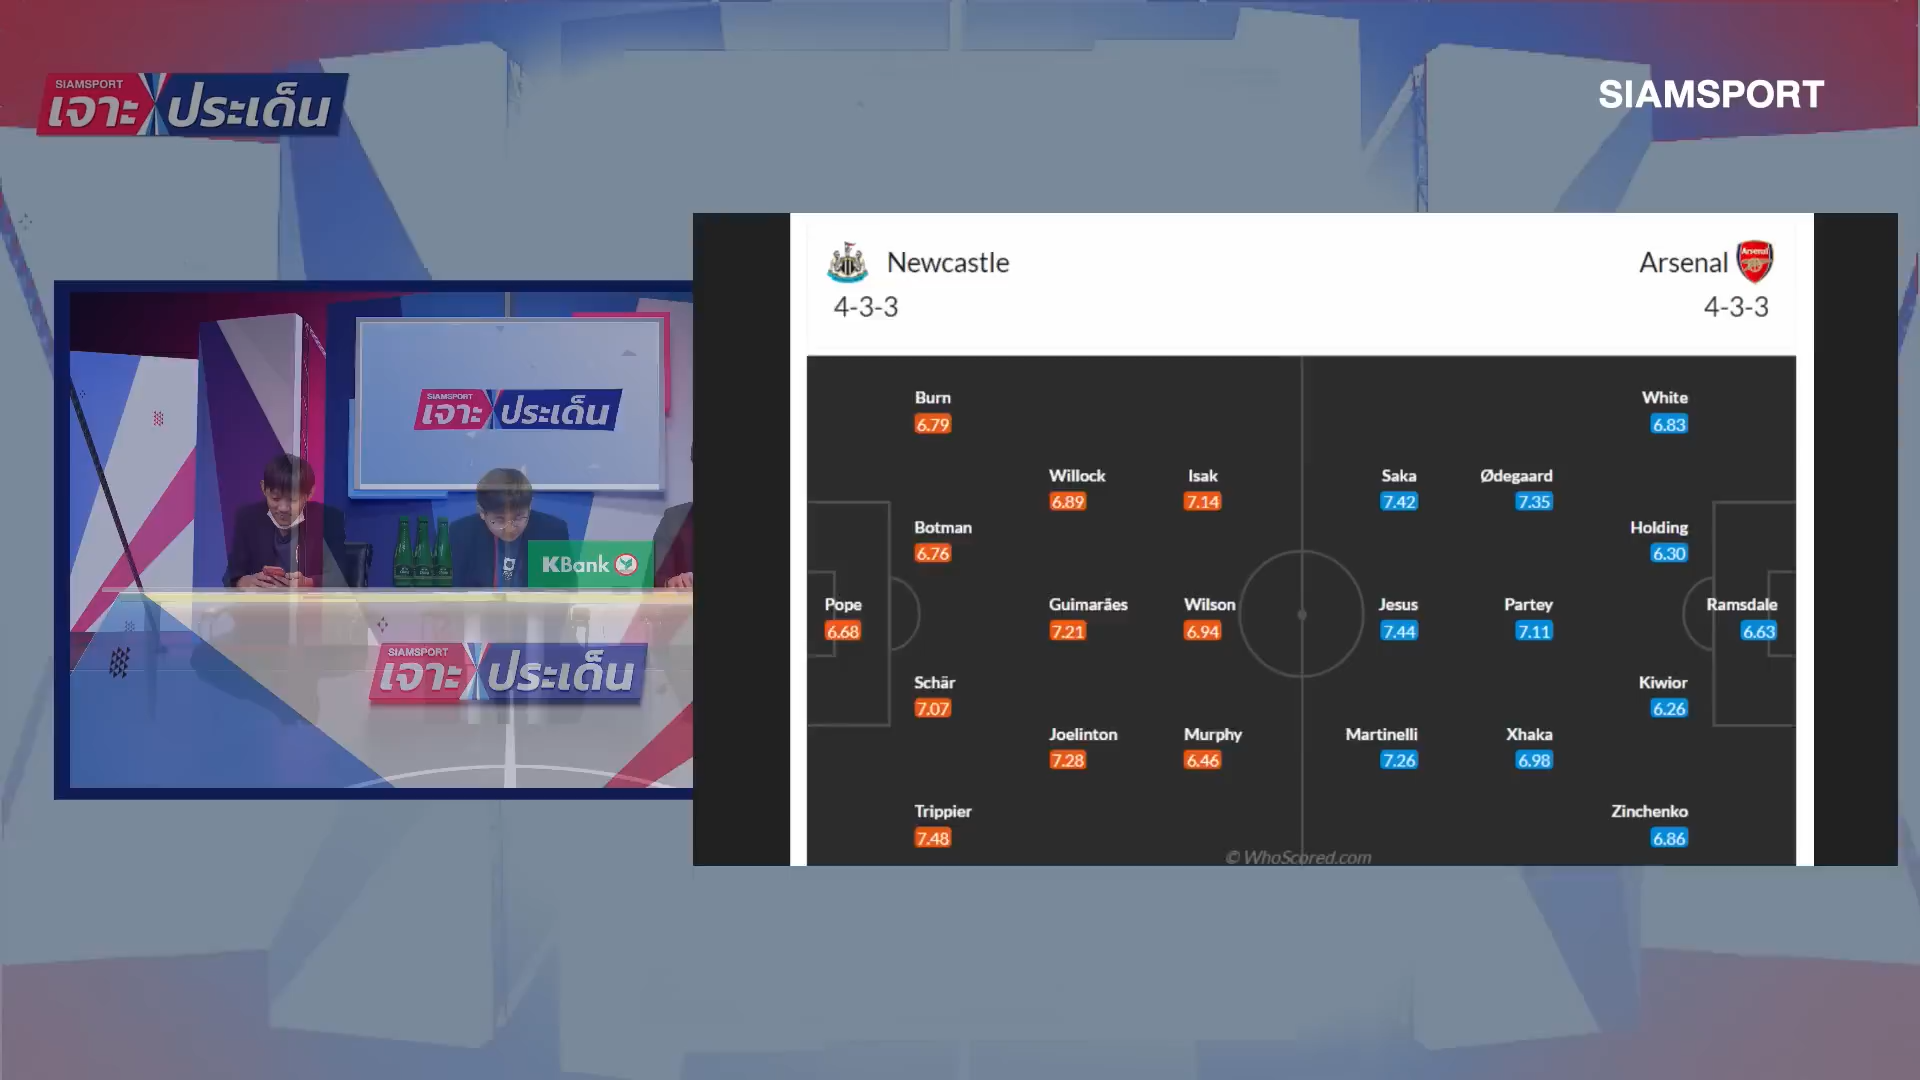 SIAMSPORT
เจาะประเด็น
SIAMSPORT
Newcastle
Arsenal
4-3-3
4-3-3
Burn
6.79
Botman
6.76
Pope
6.68
Schär
7.07
Trippier
7.48
Willock
6.89
Guimarães
7.21
Joelinton
7.28
Isak
7.14
Wilson
6.94
Murphy
6.46
Saka
7.42
Jesus
7.44
Martinelli
7.26
Ødegaard
7.35
Partey
7.11
Xhaka
6.98
White
6.83
Holding
6.30
Ramsdale
6.63
Kiwior
6.26
Zinchenko
6.86
© WhoScored.com
SIAMSPORT
เจาะประเด็น
KBank
SIAMSPORT
เจาะประเด็น